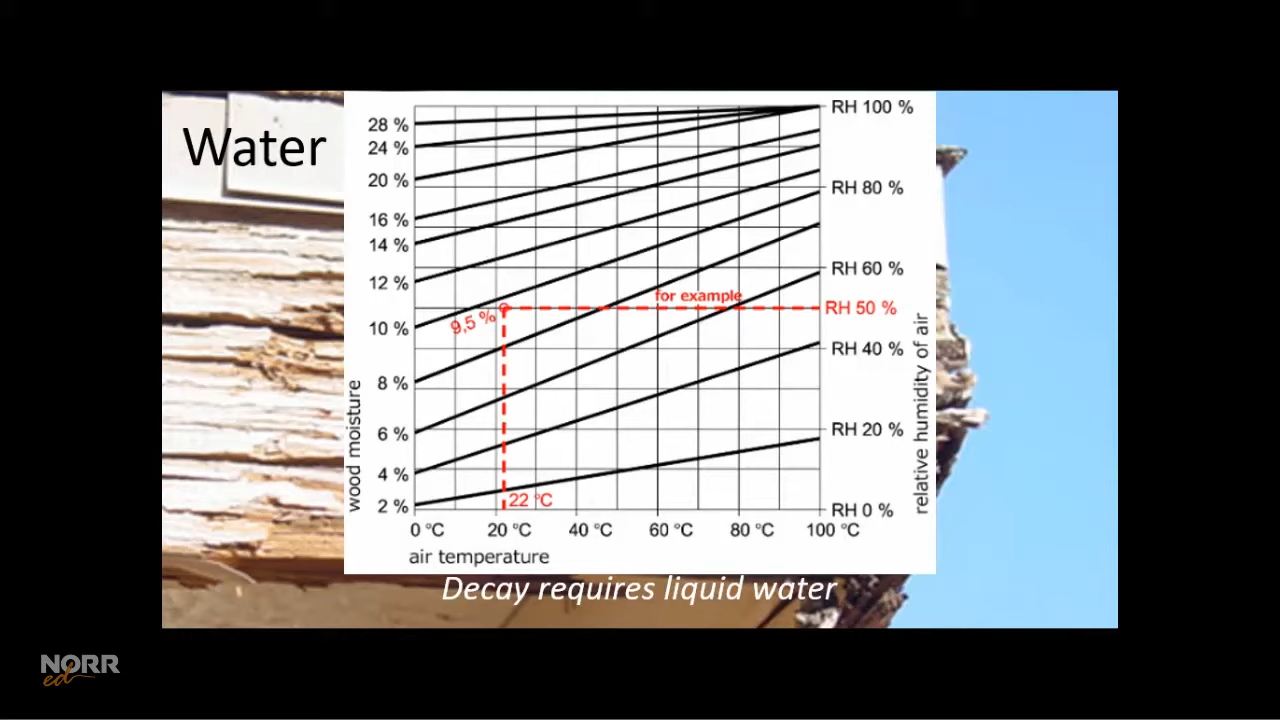 Water
28 %
24 %
20 %
16 %
14 %
12 %
10 %
8 %
6 %
4 %
2 %
wood moisture
RH 100 %
RH 80 %
RH 60 %
for example
RH 50 %
9,5 %
RH 40 %
RH 20 %
RH 0 %
relative humidity of air
22 °C
0 °C 20 °C 40 °C 60 °C 80 °C 100 °C
air temperature
Decay requires liquid water
NORR
ed